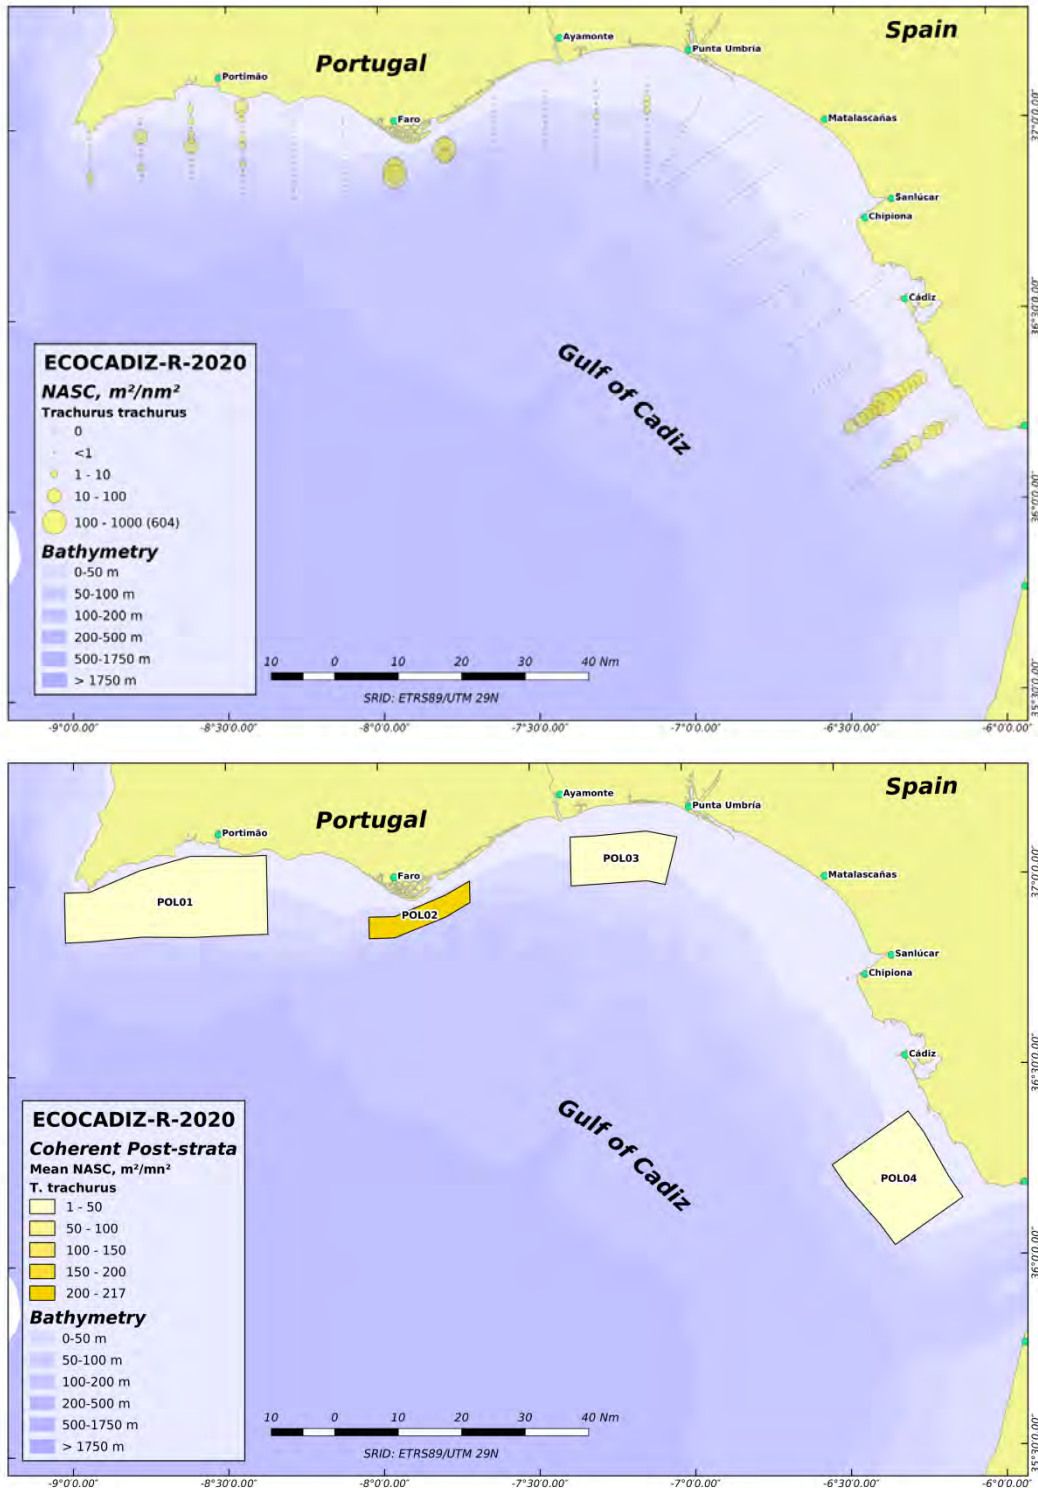 Spain
Ayamonte
Punta Umbría
Portugal
Portimão
Faro
Matalascañas
Sanlúcar
Chipiona
Cádiz
Gulf of Cadiz
37°0'0.00"
36°30'0.00"
36°0'0.00"
35°30'0.00"
ECOCADIZ-R-2020
NASC, m²/nm²
Trachurus trachurus
0
<1
1 - 10
10 - 100
100 - 1000 (604)
Bathymetry
0-50 m
50-100 m
100-200 m
200-500 m
500-1750 m
> 1750 m
10 0 10 20 30 40 Nm
SRID: ETRS89/UTM 29N
-9°0'0.00" -8°30'0.00" -8°0'0.00" -7°30'0.00" -7°0'0.00" -6°30'0.00" -6°0'0.00"
Spain
Ayamonte
Punta Umbría
Portugal
Portimão
POL03
Faro
Matalascañas
POL01
POL02
Sanlúcar
Chipiona
Cádiz
Gulf of Cadiz
POL04
37°0'0.00"
36°30'0.00"
36°0'0.00"
35°30'0.00"
ECOCADIZ-R-2020
Coherent Post-strata
Mean NASC, m²/mn²
T. trachurus
1 - 50
50 - 100
100 - 150
150 - 200
200 - 217
Bathymetry
0-50 m
50-100 m
100-200 m
200-500 m
500-1750 m
> 1750 m
10 0 10 20 30 40 Nm
SRID: ETRS89/UTM 29N
-9°0'0.00" -8°30'0.00" -8°0'0.00" -7°30'0.00" -7°0'0.00" -6°30'0.00" -6°0'0.00"